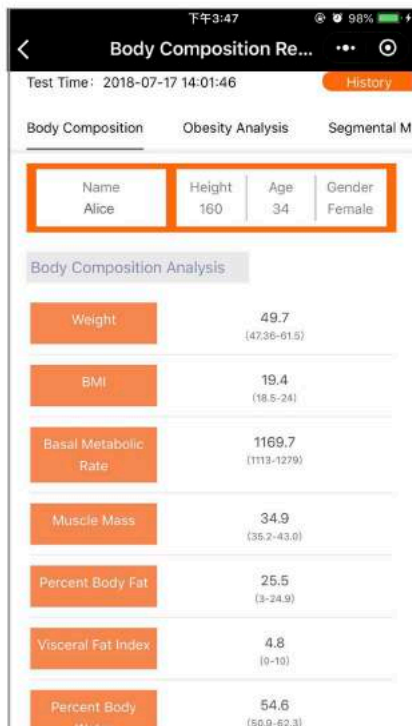 下午3:47 98%
Body Composition Re...
Test Time: 2018-07-17 14:01:46 History
Body Composition Obesity Analysis Segmental M
Name Height Age Gender
Alice 160 34 Female
Body Composition Analysis
Weight 49.7
(47.36-61.5)
BMI 19.4
(18.5-24)
Basal Metabolic Rate 1169.7
(1113-1279)
Muscle Mass 34.9
(35.2-43.0)
Percent Body Fat 25.5
(3-24.9)
Visceral Fat Index 4.8
(0-10)
Percent Body 54.6
(50.9-62.3)